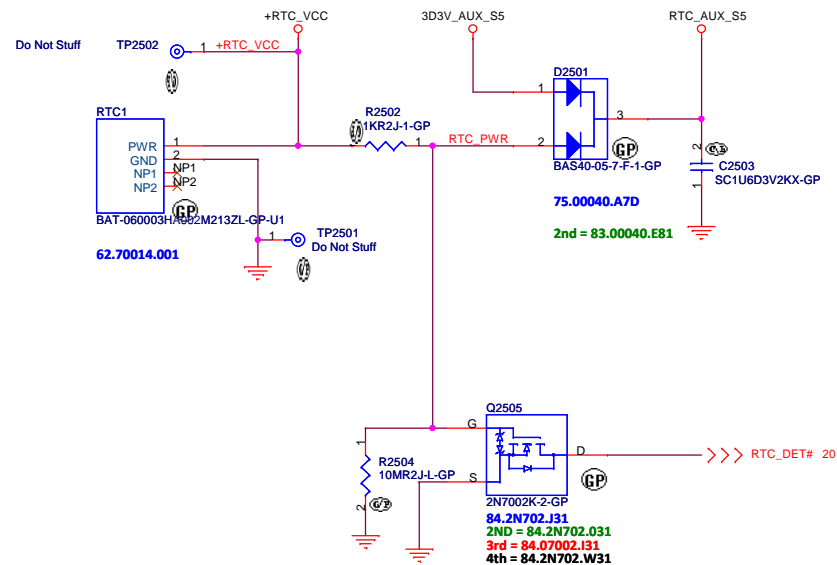 +RTC_VCC
3D3V_AUX_S5
RTC_AUX_S5
Do Not Stuff
TP2502
1
+RTC_VCC
D2501
1
2
3
BAS40-05-7-F-1-GP
GP
75.00040.A7D
2nd = 83.00040.E81
RTC1
PWR
GND
NP1
NP2
1
2
NP1
NP2
GP
BAT-060003HA002M213ZL-GP-U1
62.70014.001
R2502
1KR2J-1-GP
1
RTC_PWR
2
C2503
SC1U6D3V2KX-GP
1
1
TP2501
Do Not Stuff
Q2505
G
S
D
GP
2N7002K-2-GP
84.2N702.J31
2ND = 84.2N702.031
3rd = 84.07002.I31
4th = 84.2N702.W31
1
R2504
10MR2J-L-GP
2
RTC_DET# 20